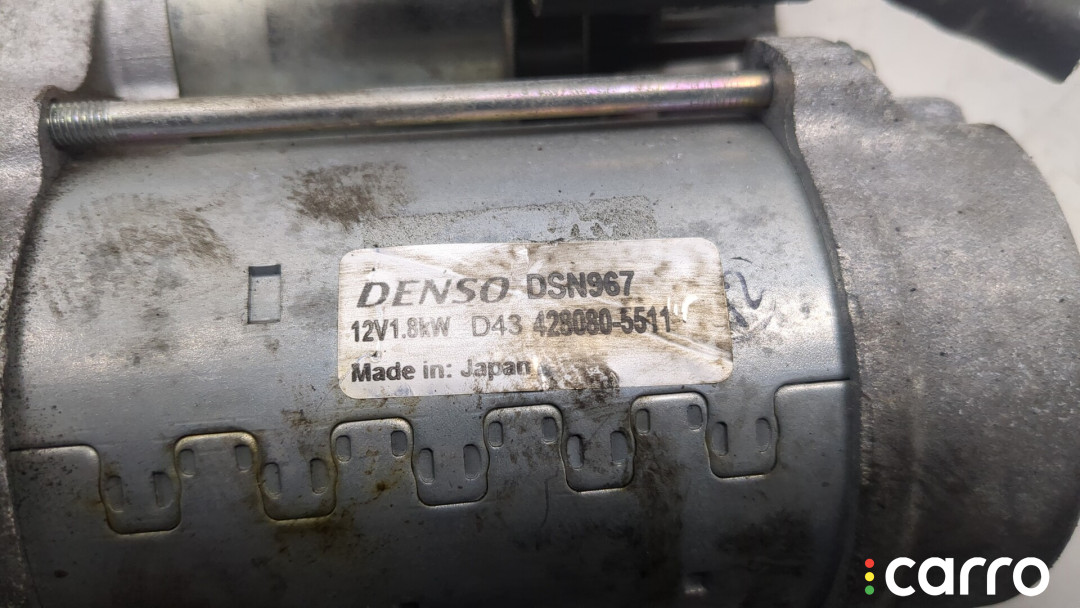 DENSO DSN967
12V1.8kW D43 428080-5511
Made in: Japan
carro